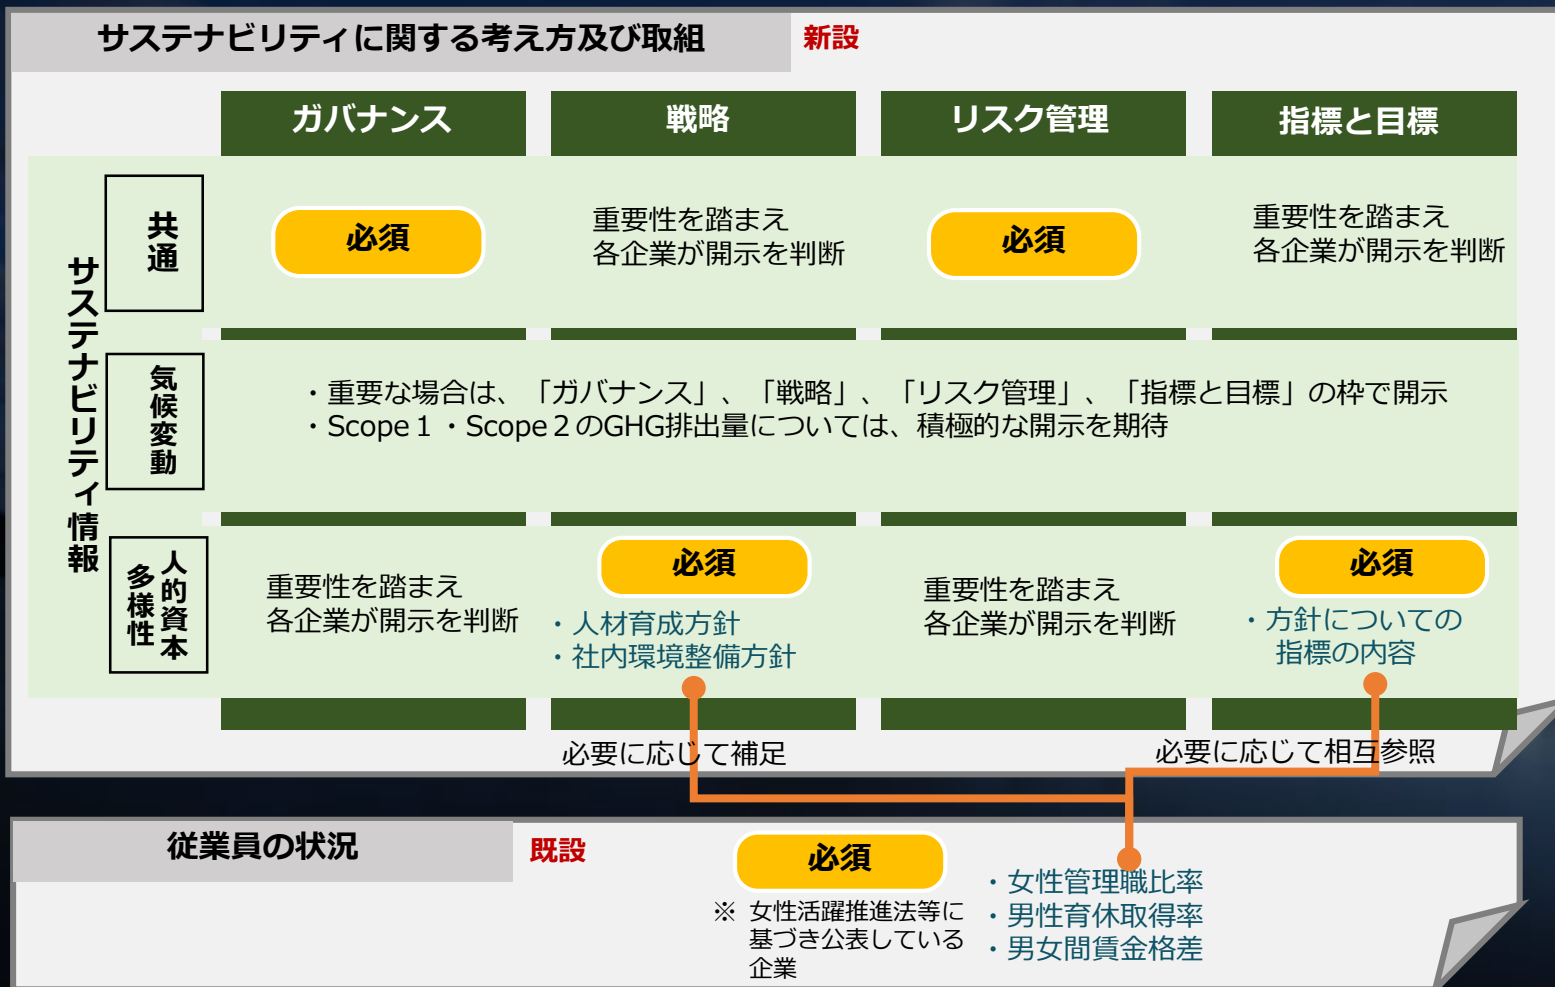 サステナビリティに関する考え方及び取組
新設
ガバナンス
戦略
リスク管理
指標と目標
サステナビリティ情報
共通
必須
重要性を踏まえ
各企業が開示を判断
必須
重要性を踏まえ
各企業が開示を判断
気候変動
・重要な場合は、「ガバナンス」、「戦略」、「リスク管理」、「指標と目標」の枠で開示
・Scope１・Scope２のGHG排出量については、積極的な開示を期待
人的資本
多様性
重要性を踏まえ
各企業が開示を判断
必須
・人材育成方針
・社内環境整備方針
重要性を踏まえ
各企業が開示を判断
必須
・方針についての
指標の内容
必要に応じて補足
必要に応じて相互参照
従業員の状況
既設
必須
※ 女性活躍推進法等に
基づき公表している
企業
・女性管理職比率
・男性育休取得率
・男女間賃金格差